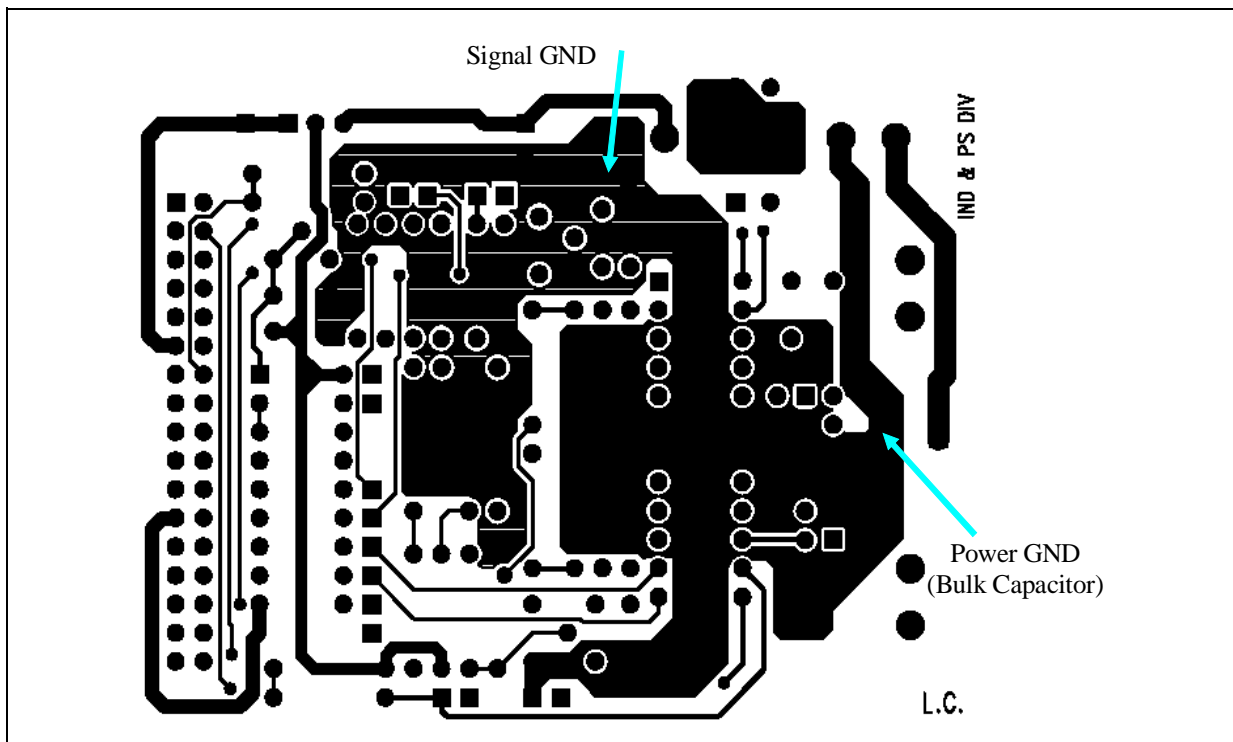 Signal GND
IND & PS DIV
Power GND
(Bulk Capacitor)
L.C.